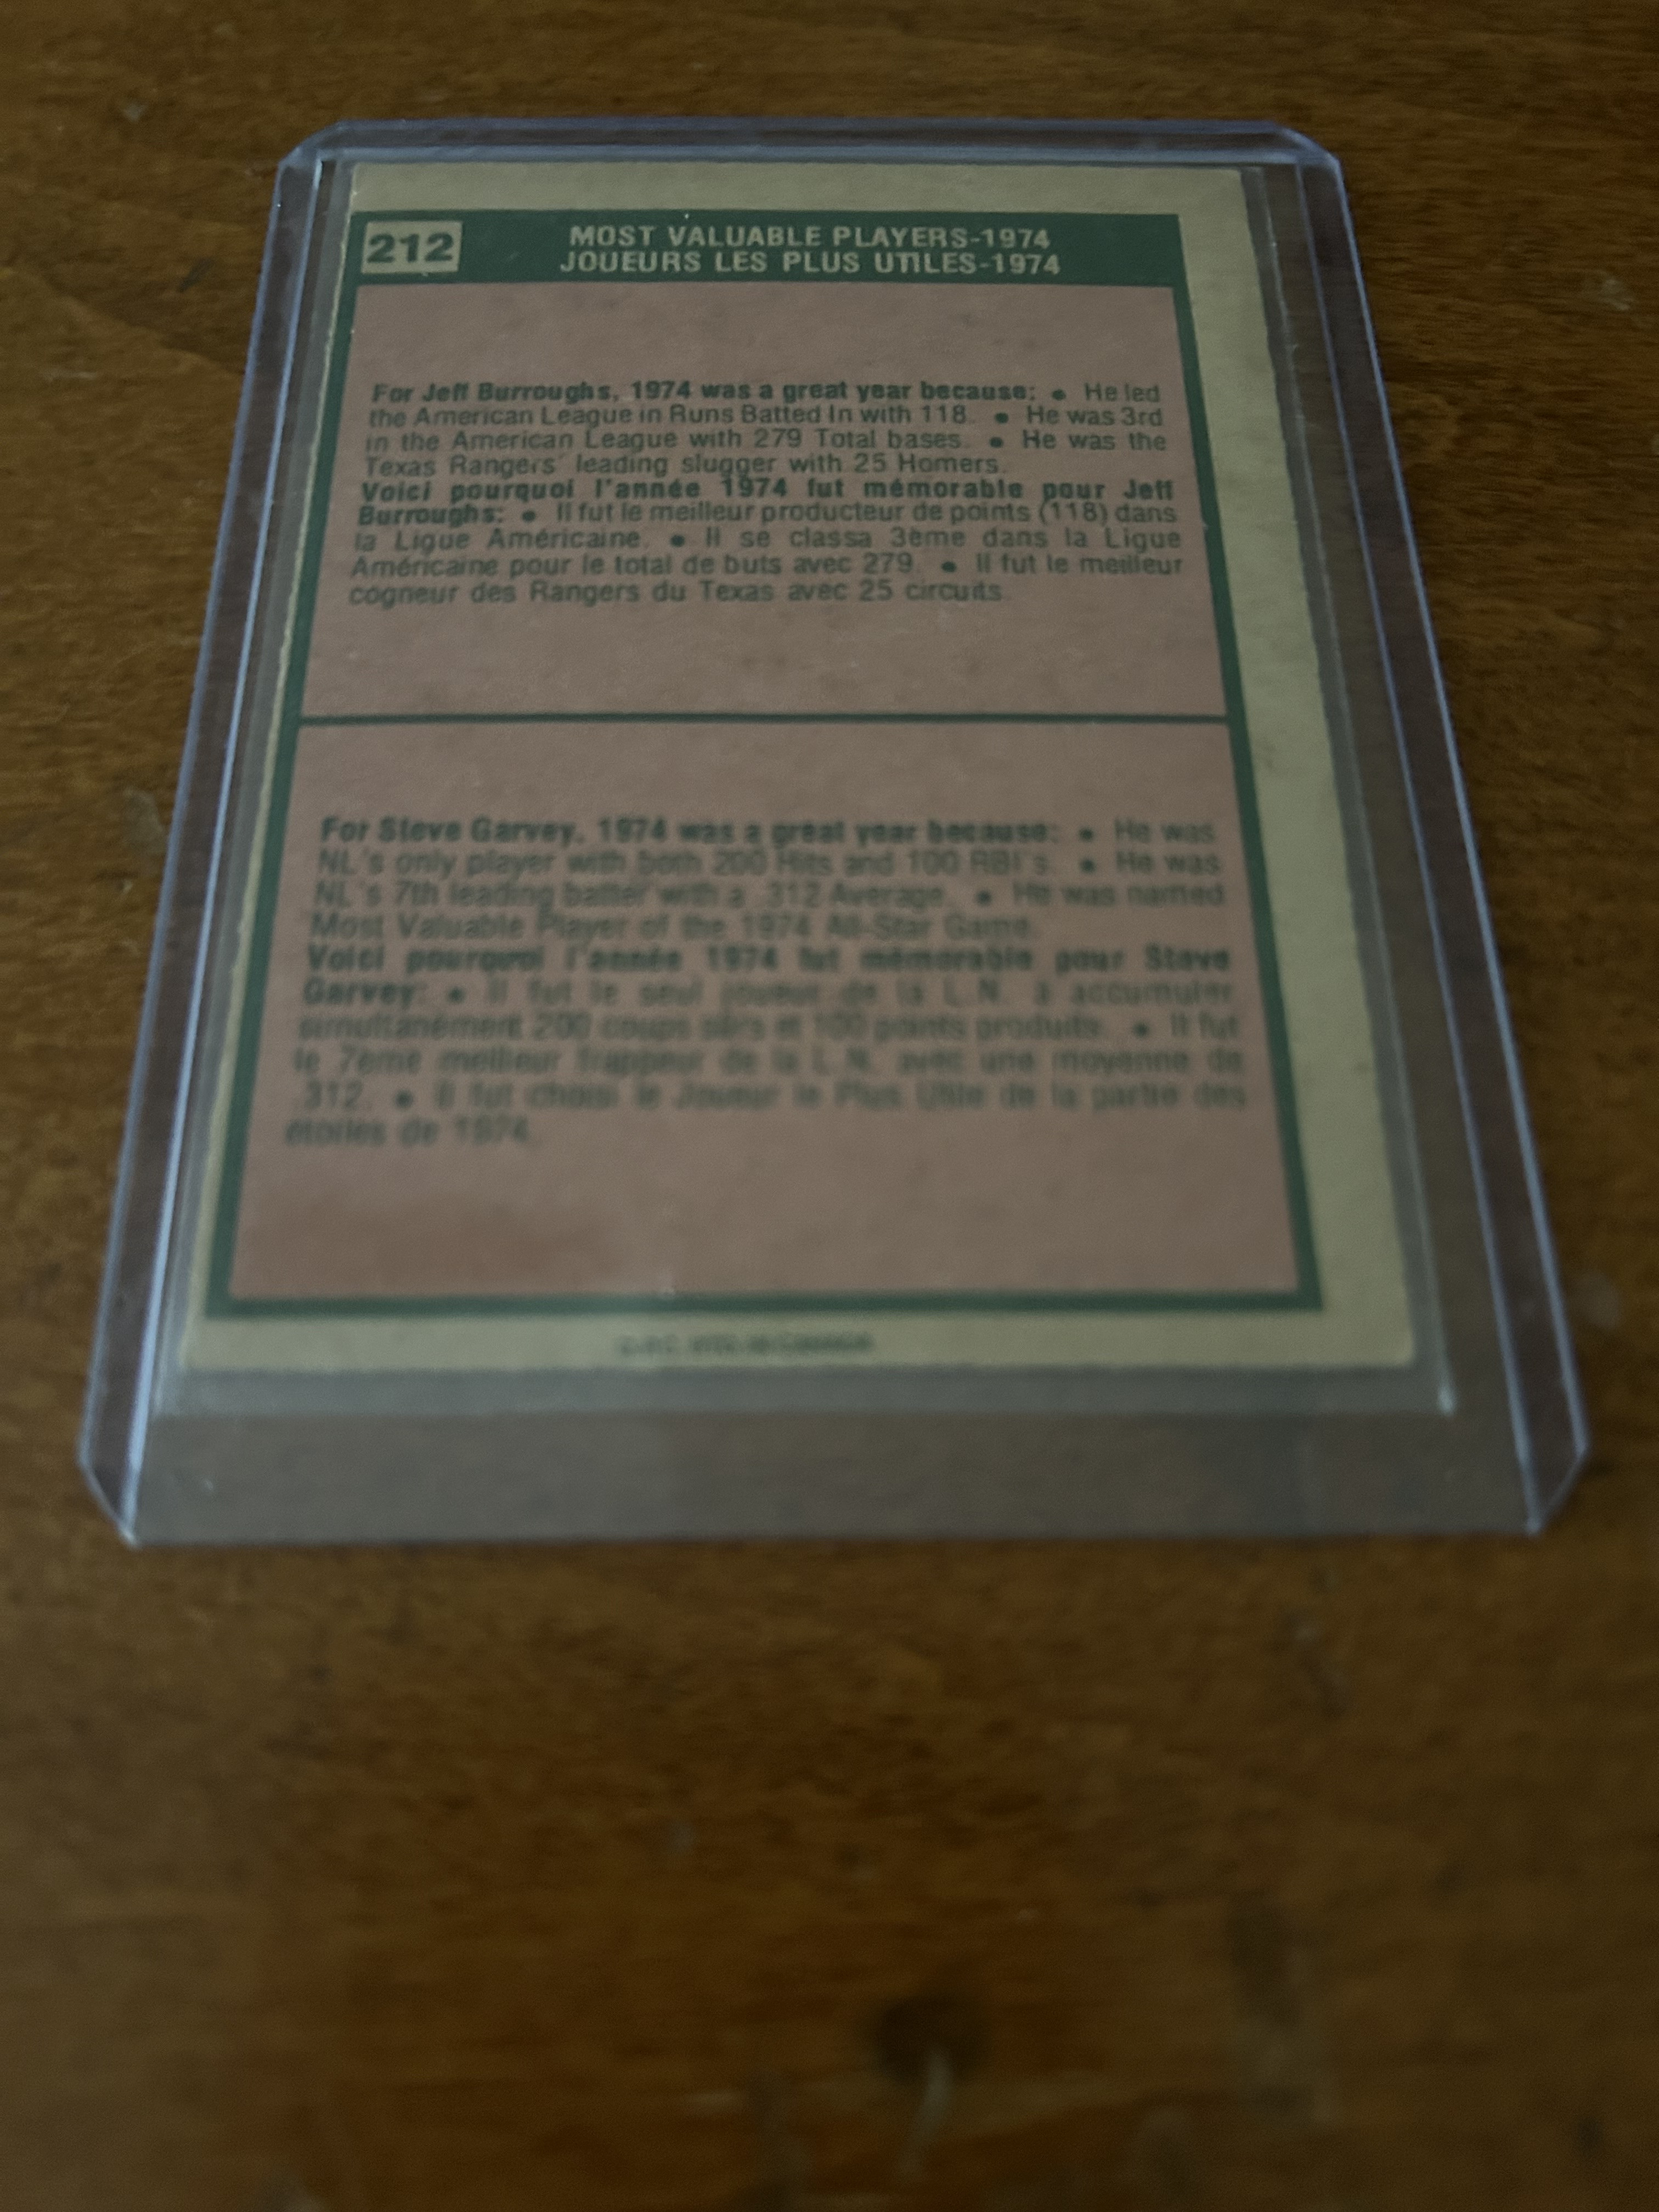 212
MOST VALUABLE PLAYERS-1974
JOUEURS LES PLUS UTILES-1974
For Jeff Burroughs, 1974 was a great year because: • He led
the American League in Runs Batted In with 118. • He was 3rd
in the American League with 279 Total bases. • He was the
Texas Rangers' leading slugger with 25 Homers.
Voici pourquoi l'année 1974 fut mémorable pour Jeff
Burroughs: • Il fut le meilleur producteur de points (118) dans
la Ligue Américaine. • Il se classa 3ème dans la Ligue
Américaine pour le total de buts avec 279. • Il fut le meilleur
cogneur des Rangers du Texas avec 25 circuits.
For Steve Garvey, 1974 was a great year because: • He was
NL's only player with both 200 Hits and 100 RBI's. • He was
NL's 7th leading batter with a .312 Average. • He was named
Most Valuable Player of the 1974 All-Star Game.
Voici pourquoi l'année 1974 fut mémorable pour Steve
Garvey: • Il fut le seul joueur de la L.N. à accumuler
simultanément 200 coups sûrs et 100 points produits. • Il fut
le 7ème meilleur frappeur de la L.N. avec une moyenne de
.312. • Il fut choisi le Joueur le Plus Utile de la partie des
étoiles de 1974.